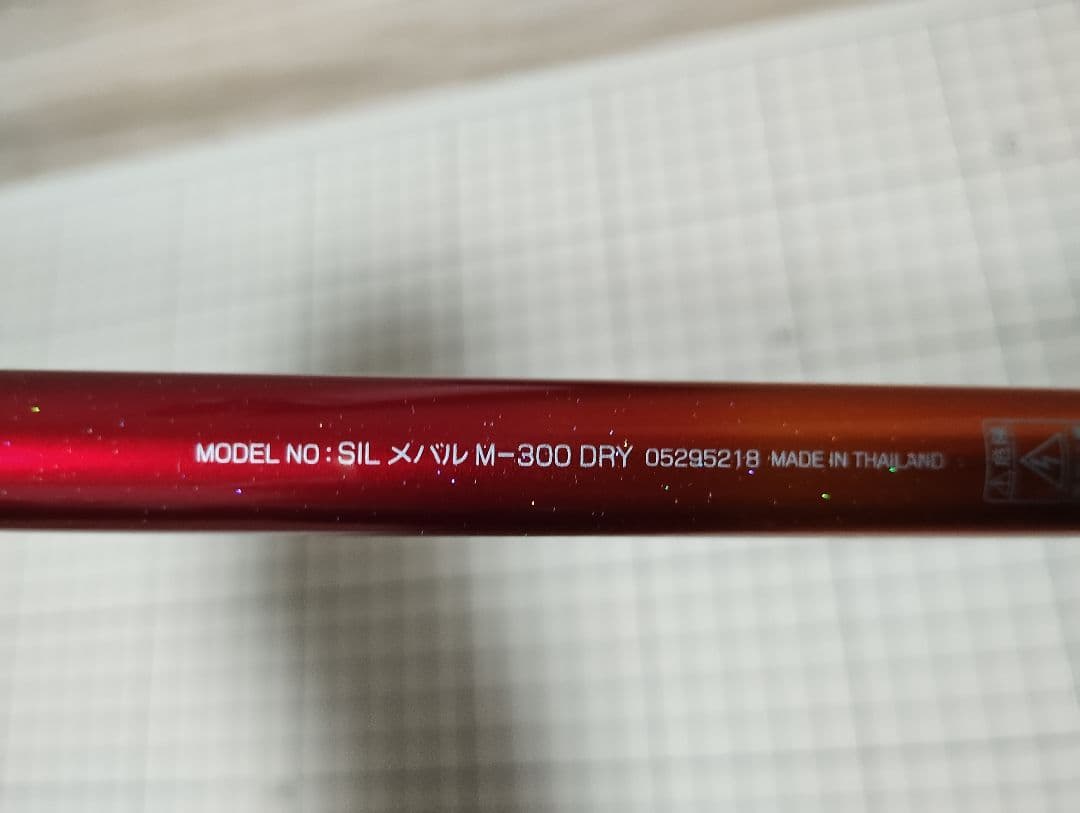 MODEL NO : SIL メバル M-300 DRY 05295218 MADE IN THAILAND